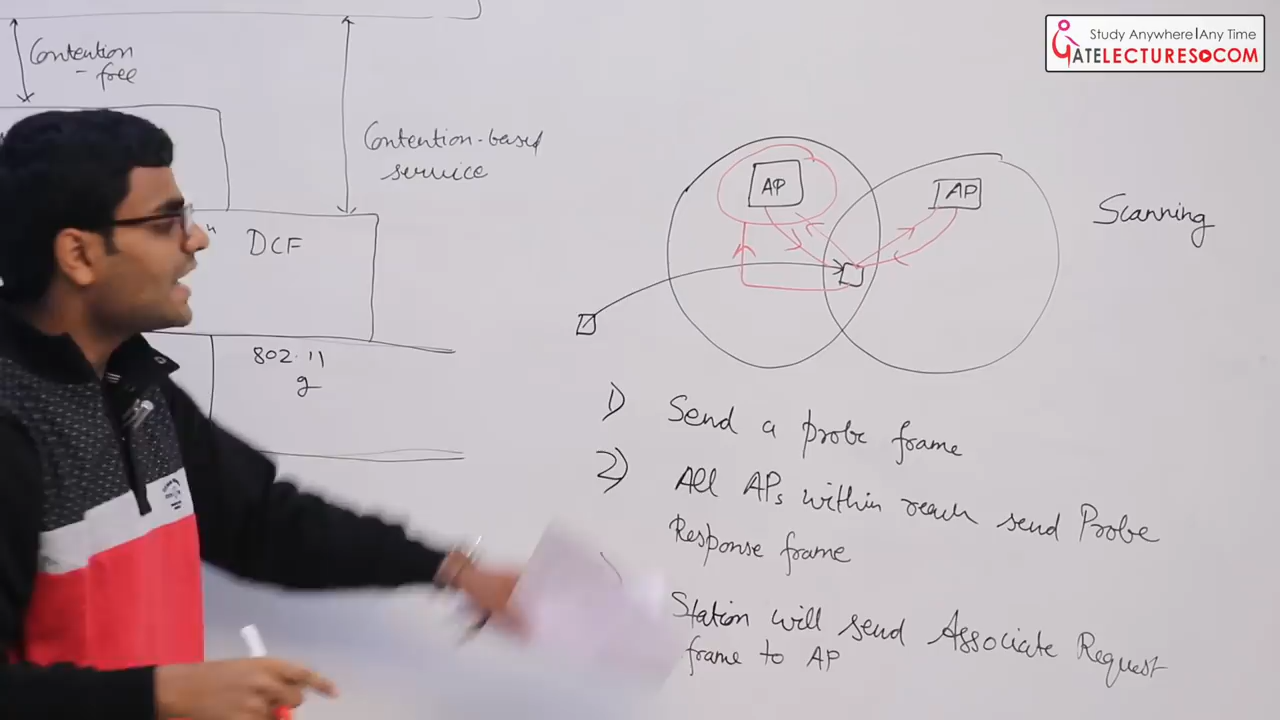 Study Anywhere|Any Time
GATELECTURES.COM
Contention
- free
Contention-based
service
DCF
802.11
g
AP
AP
Scanning
1) Send a probe frame
2) All APs within reach send Probe
Response frame
Station will send Associate Request
frame to AP